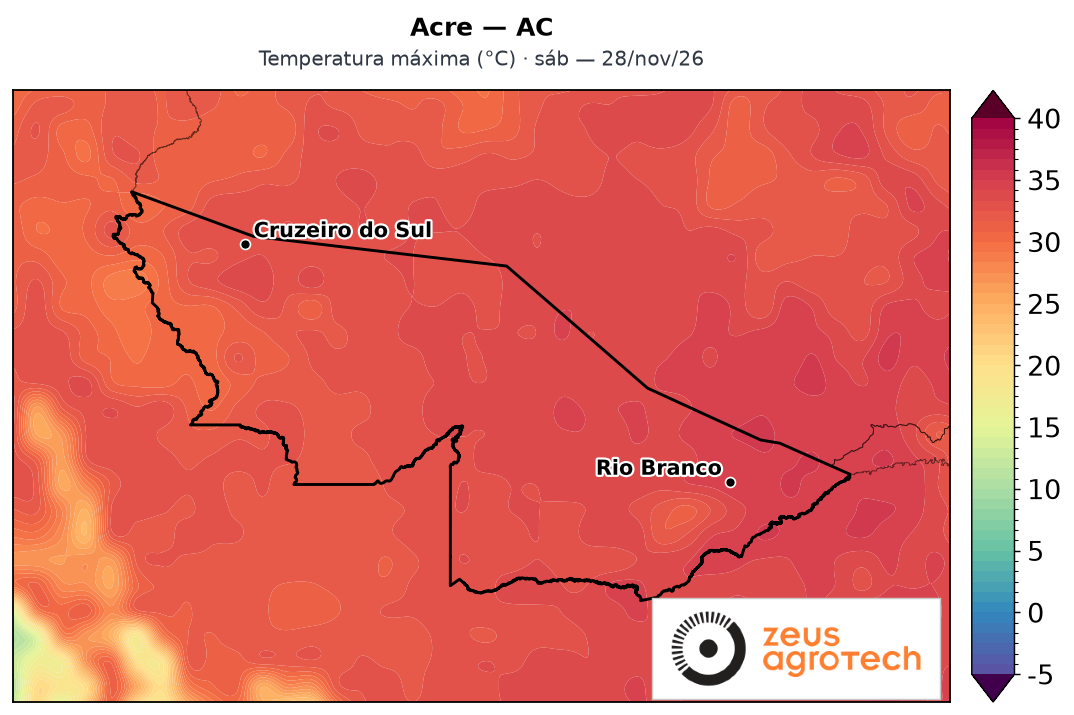 Acre — AC
Temperatura máxima (°C) · sáb — 28/nov/26
Cruzeiro do Sul
Rio Branco
40
35
30
25
20
15
10
5
0
-5
zeus
agrotech